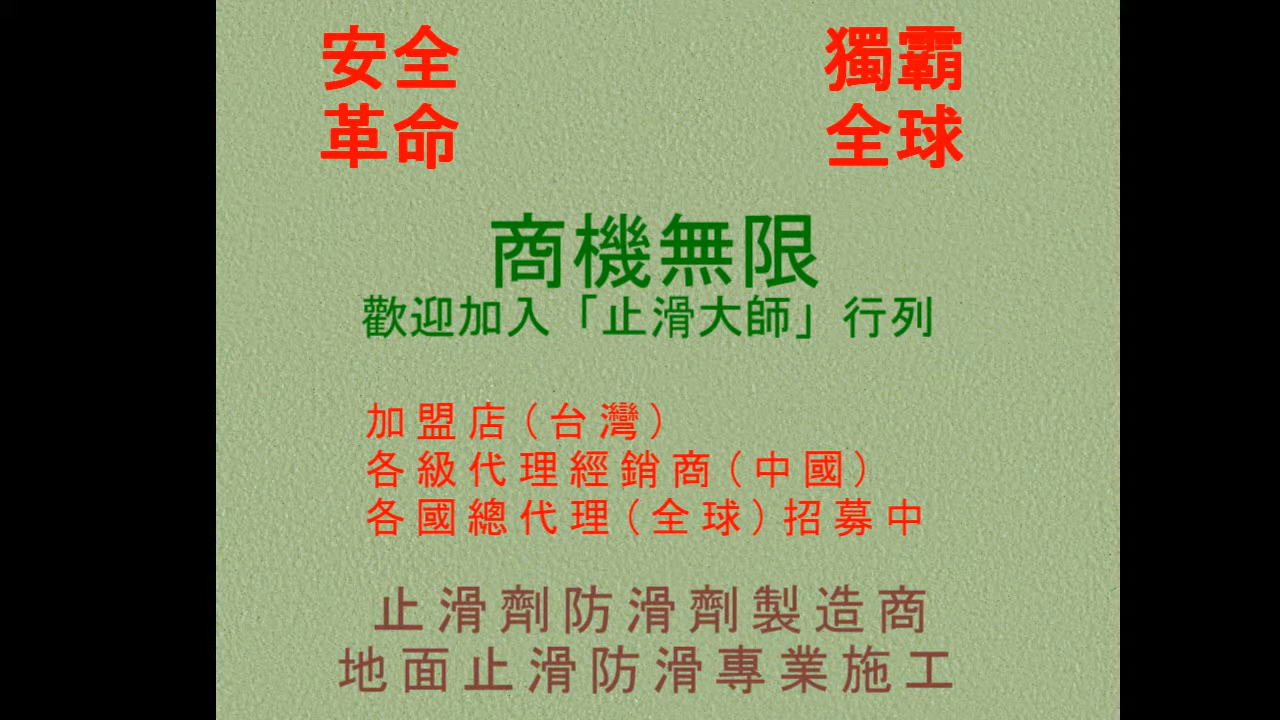 安全
革命
獨霸
全球
商機無限
歡迎加入「止滑大師」行列
加盟店(台灣)
各級代理經銷商(中國)
各國總代理(全球)招募中
止滑劑防滑劑製造商
地面止滑防滑專業施工